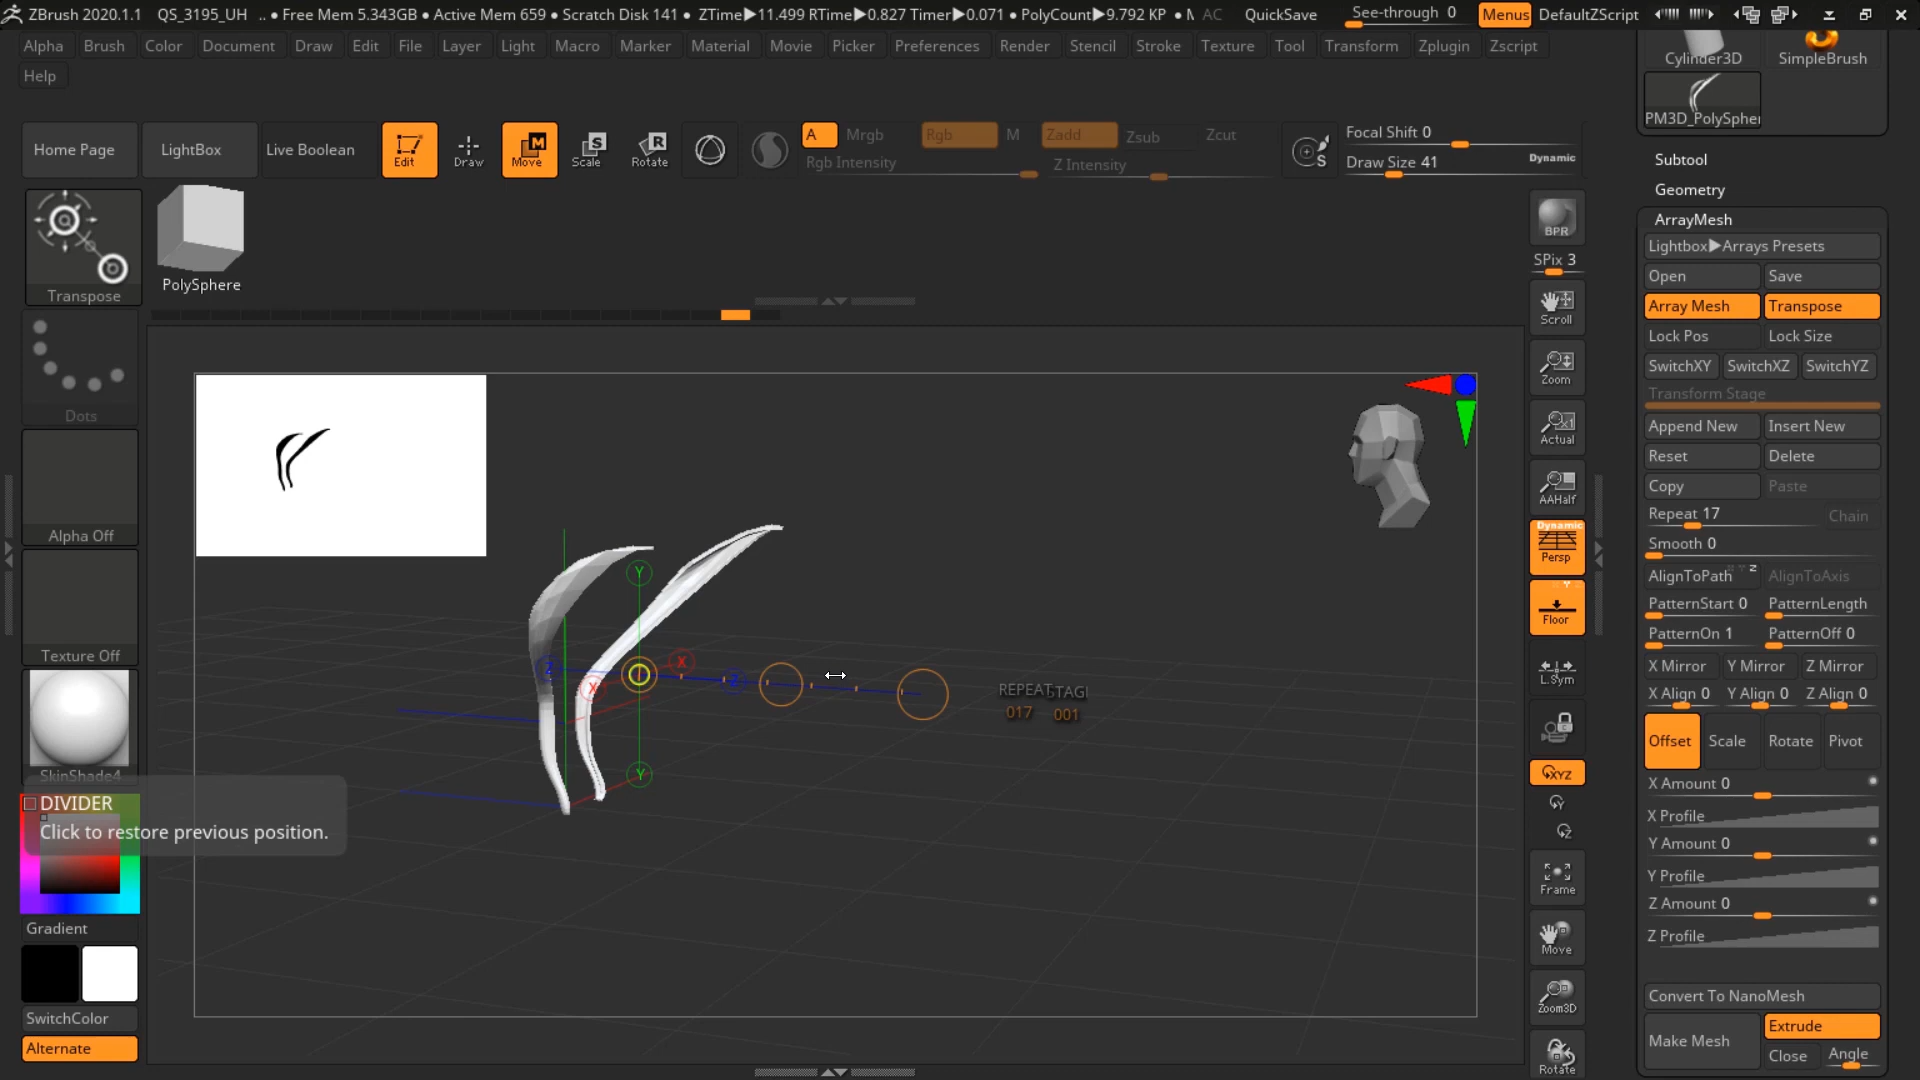 ZBrush 2020.1.1 QS_3195_UH .. ● Free Mem 5.343GB ● Active Mem 659 ● Scratch Disk 141 ● ZTime▶11.499 RTime▶0.827 Timer▶0.071 ● PolyCount▶9.792 KP ● M AC QuickSave See-through 0 Menus DefaultZScript
Alpha Brush Color Document Draw Edit File Layer Light Macro Marker Material Movie Picker Preferences Render Stencil Stroke Texture Tool Transform Zplugin Zscript
Help
Home Page LightBox Live Boolean Edit Draw Move Scale Rotate
A Mrgb Rgb M Zadd Zsub Zcut
Rgb Intensity Z Intensity
Focal Shift 0
Draw Size 41 Dynamic
Transpose
PolySphere
Dots
Alpha Off
Texture Off
SkinShade4
DIVIDER
Click to restore previous position.
Gradient
SwitchColor
Alternate
Y
X
Z
Z
X
Y
REPEAT STAG
017 001
BPR
SPix 3
Scroll
Zoom
Actual
AAHalf
Dynamic
Persp
Floor
L.Sym
XYZ
Frame
Move
Zoom3D
Rotate
Cylinder3D SimpleBrush
PM3D_PolySpher
Subtool
Geometry
ArrayMesh
Lightbox▶Arrays Presets
Open Save
Array Mesh Transpose
Lock Pos Lock Size
SwitchXY SwitchXZ SwitchYZ
Transform Stage
Append New Insert New
Reset Delete
Copy Paste
Repeat 17 Chain
Smooth 0
AlignToPath AlignToAxis
PatternStart 0 PatternLength
PatternOn 1 PatternOff 0
X Mirror Y Mirror Z Mirror
X Align 0 Y Align 0 Z Align 0
Offset Scale Rotate Pivot
X Amount 0
X Profile
Y Amount 0
Y Profile
Z Amount 0
Z Profile
Convert To NanoMesh
Make Mesh Extrude
Close Angle